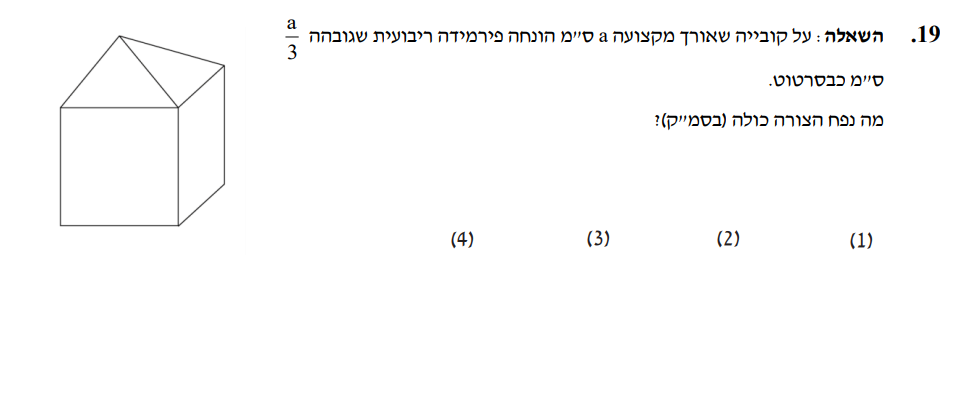 19. השאלה : על קובייה שאורך מקצועה a ס״מ הונחה פירמידה ריבועית שגובהה a/3
ס״מ כבסרטוט.
מה נפח הצורה כולה (בסמ״ק)?
(1) (2) (3) (4)